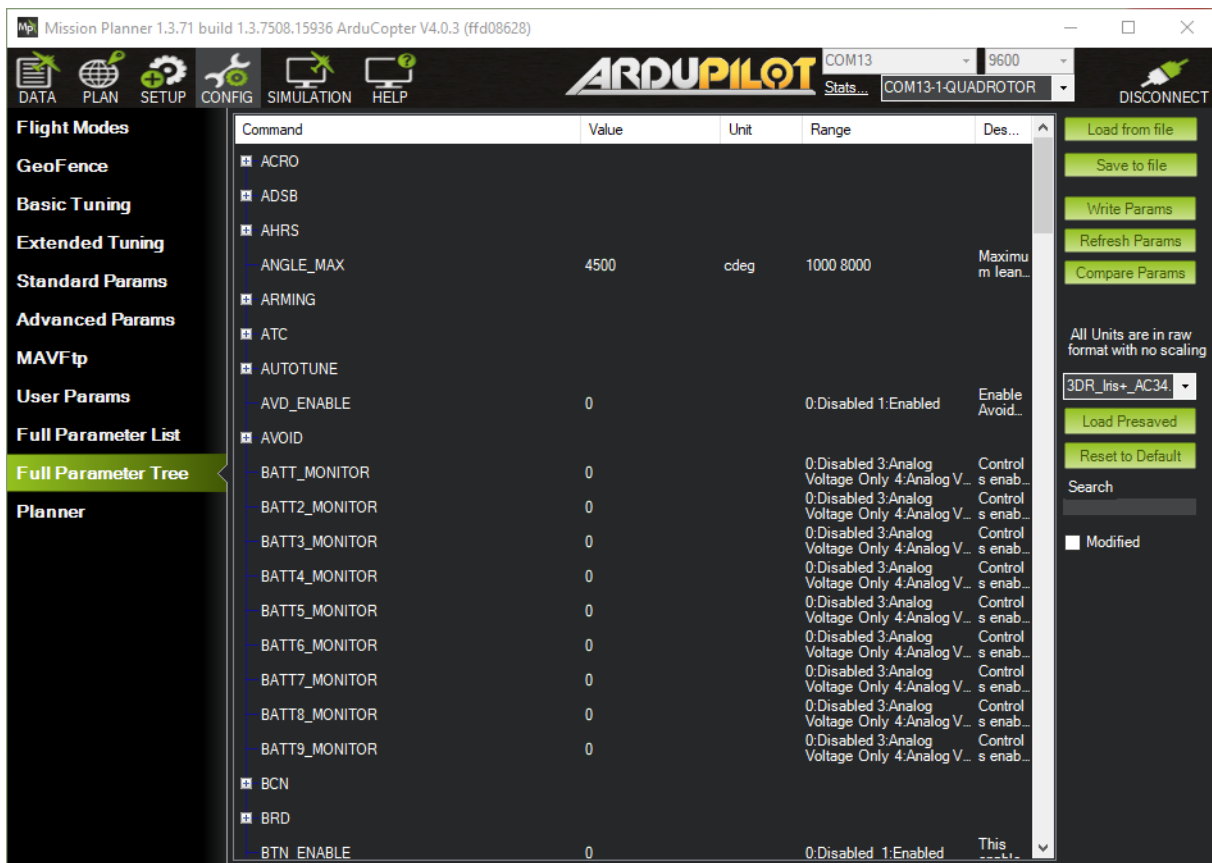 Mission Planner 1.3.71 build 1.3.7508.15936 ArduCopter V4.0.3 (ffd08628)
DATA PLAN SETUP CONFIG SIMULATION HELP
ARDUPILOT
COM13 9600
Stats... COM13-1-QUADROTOR
DISCONNECT
Flight Modes
GeoFence
Basic Tuning
Extended Tuning
Standard Params
Advanced Params
MAVFtp
User Params
Full Parameter List
Full Parameter Tree
Planner
Command Value Unit Range Des...
ACRO
ADSB
AHRS
ANGLE_MAX 4500 cdeg 1000 8000 Maximu
m lean...
ARMING
ATC
AUTOTUNE
AVD_ENABLE 0 0:Disabled 1:Enabled Enable
Avoid...
AVOID
BATT_MONITOR 0 0:Disabled 3:Analog Control
Voltage Only 4:Analog V... s enab...
BATT2_MONITOR 0 0:Disabled 3:Analog Control
Voltage Only 4:Analog V... s enab...
BATT3_MONITOR 0 0:Disabled 3:Analog Control
Voltage Only 4:Analog V... s enab...
BATT4_MONITOR 0 0:Disabled 3:Analog Control
Voltage Only 4:Analog V... s enab...
BATT5_MONITOR 0 0:Disabled 3:Analog Control
Voltage Only 4:Analog V... s enab...
BATT6_MONITOR 0 0:Disabled 3:Analog Control
Voltage Only 4:Analog V... s enab...
BATT7_MONITOR 0 0:Disabled 3:Analog Control
Voltage Only 4:Analog V... s enab...
BATT8_MONITOR 0 0:Disabled 3:Analog Control
Voltage Only 4:Analog V... s enab...
BATT9_MONITOR 0 0:Disabled 3:Analog Control
Voltage Only 4:Analog V... s enab...
BCN
BRD
BTN_ENABLE 0 0:Disabled 1:Enabled This
Load from file
Save to file
Write Params
Refresh Params
Compare Params
All Units are in raw
format with no scaling
3DR_Iris+_AC34.
Load Presaved
Reset to Default
Search
Modified